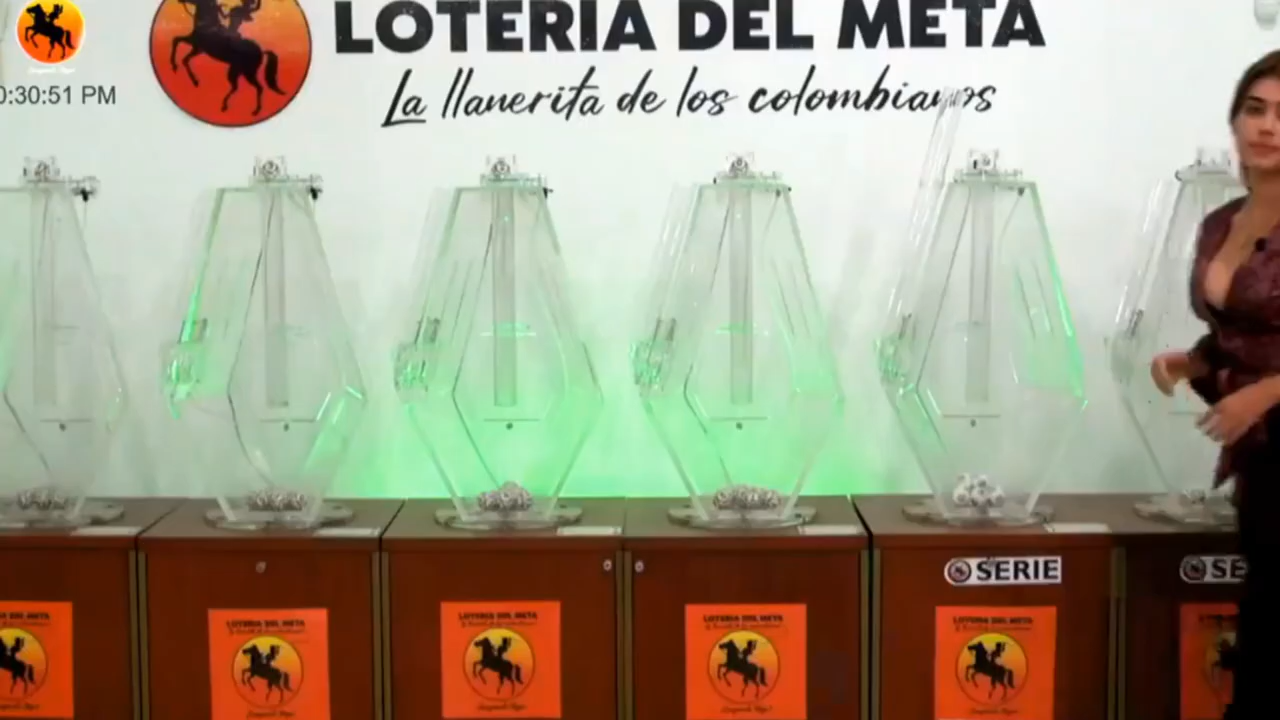 LOTERIA DEL META
La llanerita de los colombianos
0:30:51 PM
SERIE
SE
LOTERIA DEL META
LOTERIA DEL META
LOTERIA DEL META
LOTERIA DEL META